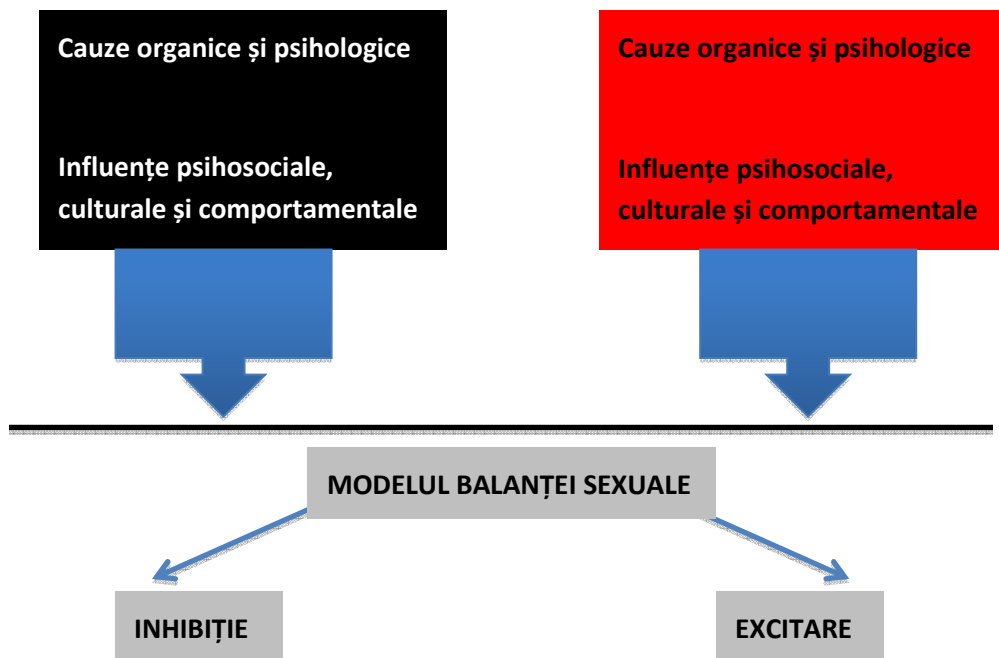 Cauze organice și psihologice
Influențe psihosociale,
culturale și comportamentale
Cauze organice și psihologice
Influențe psihosociale,
culturale și comportamentale
MODELUL BALANȚEI SEXUALE
INHIBIȚIE
EXCITARE